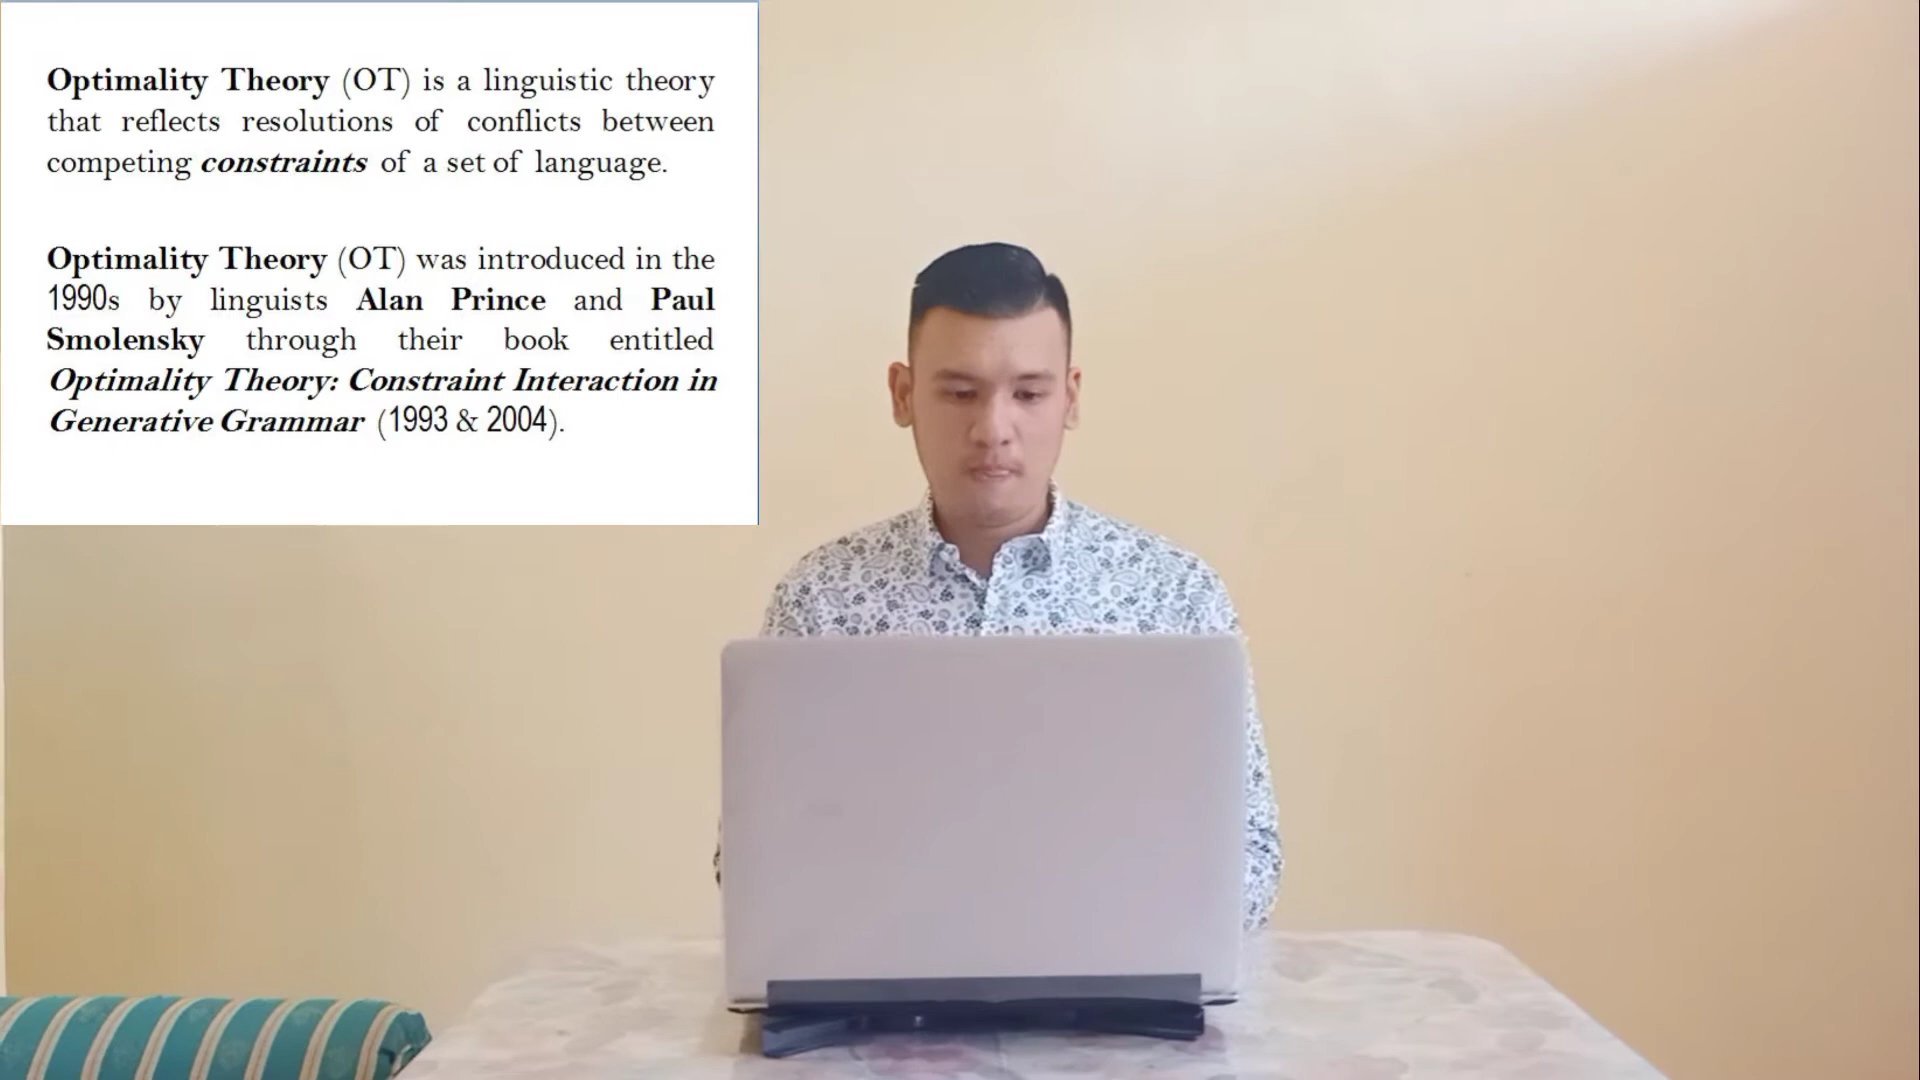 Optimality Theory (OT) is a linguistic theory
that reflects resolutions of conflicts between
competing constraints of a set of language.
Optimality Theory (OT) was introduced in the
1990s by linguists Alan Prince and Paul
Smolensky through their book entitled
Optimality Theory: Constraint Interaction in
Generative Grammar (1993 & 2004).